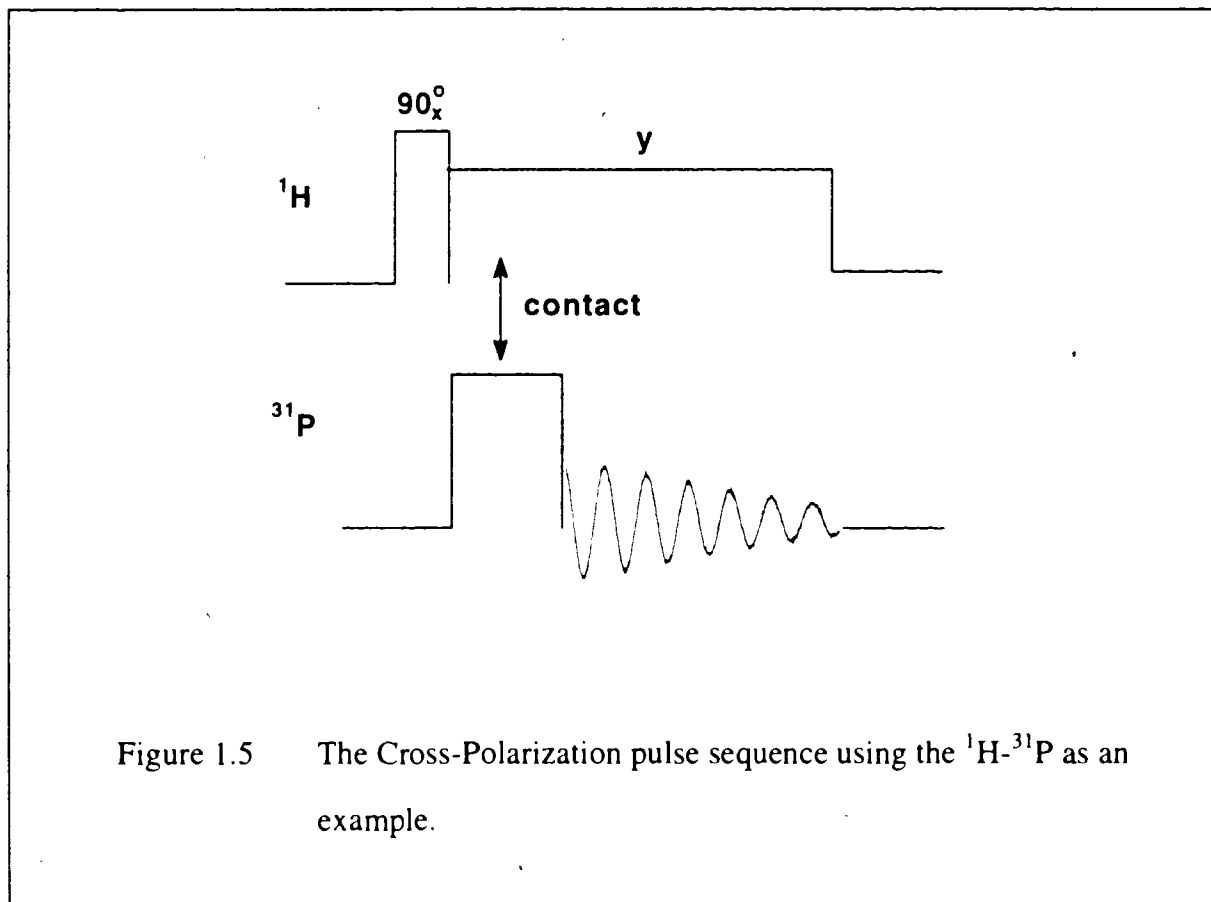 90°x
y
¹H
contact
³¹P
Figure 1.5 The Cross-Polarization pulse sequence using the ¹H-³¹P as an
example.